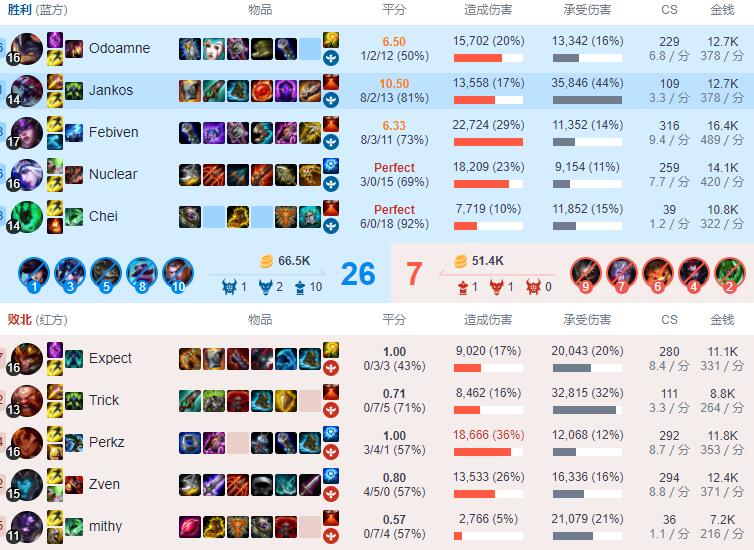 胜利 (蓝方) 物品 平分 造成伤害 承受伤害 CS 金钱
16 Odoamne 6.50 1/2/12 (50%) 15,702 (20%) 13,342 (16%) 229 6.8 / 分 12.7K 378 / 分
14 Jankos 10.50 8/2/13 (81%) 13,558 (17%) 35,846 (44%) 109 3.3 / 分 12.7K 378 / 分
17 Febiven 6.33 8/3/11 (73%) 22,724 (29%) 11,352 (14%) 316 9.4 / 分 16.4K 489 / 分
16 Nuclear Perfect 3/0/15 (69%) 18,209 (23%) 9,154 (11%) 259 7.7 / 分 14.1K 420 / 分
14 Chei Perfect 6/0/18 (92%) 7,719 (10%) 11,852 (15%) 39 1.2 / 分 10.8K 322 / 分
1 3 5 8 10 66.5K 1 2 10 26 7 51.4K 1 1 0 9 7 6 4 2
败北 (红方) 物品 平分 造成伤害 承受伤害 CS 金钱
16 Expect 1.00 0/3/3 (43%) 9,020 (17%) 20,043 (20%) 280 8.4 / 分 11.1K 331 / 分
13 Trick 0.71 0/7/5 (71%) 8,462 (16%) 32,815 (32%) 111 3.3 / 分 8.8K 264 / 分
16 Perkz 1.00 3/4/1 (57%) 18,666 (36%) 12,068 (12%) 292 8.7 / 分 11.8K 353 / 分
15 Zven 0.80 4/5/0 (57%) 13,533 (26%) 16,336 (16%) 294 8.8 / 分 12.4K 371 / 分
11 mithy 0.57 0/7/4 (57%) 2,766 (5%) 21,079 (21%) 36 1.1 / 分 7.2K 216 / 分